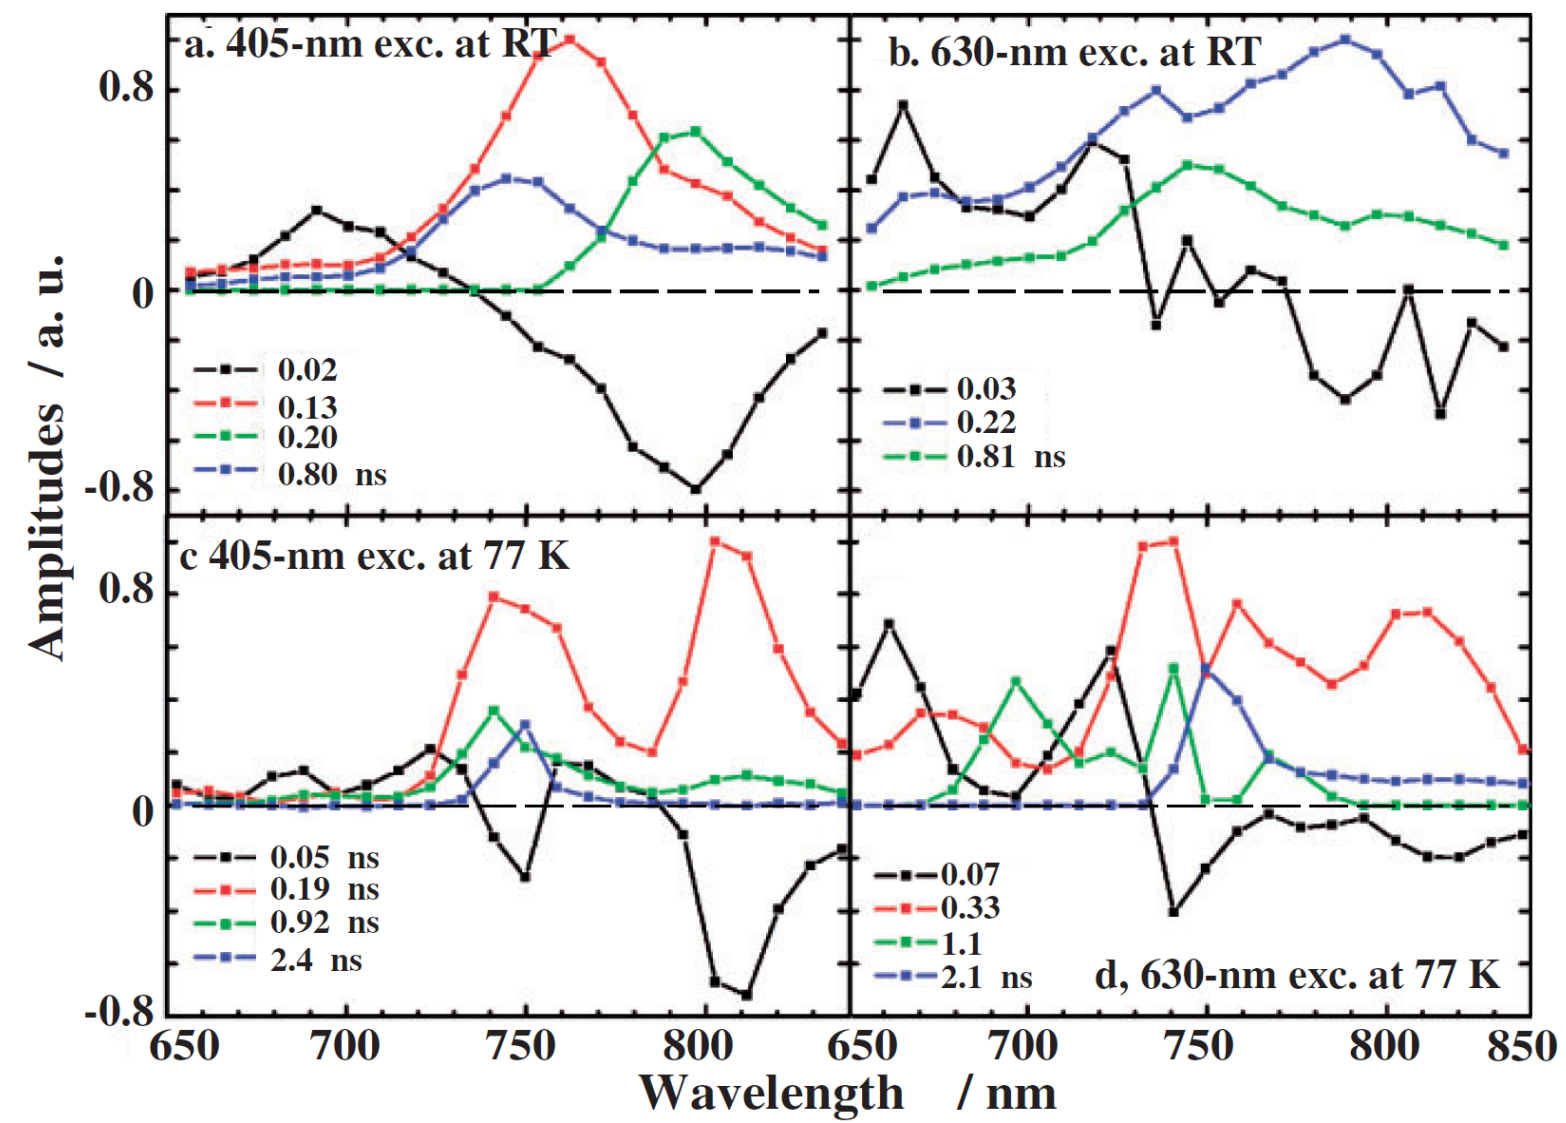 a. 405-nm exc. at RT
b. 630-nm exc. at RT
0.8
0
-0.8
0.02
0.13
0.20
0.80 ns
0.03
0.22
0.81 ns
c 405-nm exc. at 77 K
0.8
0
-0.8
0.05 ns
0.19 ns
0.92 ns
2.4 ns
0.07
0.33
1.1
2.1 ns
d, 630-nm exc. at 77 K
Amplitudes / a. u.
650 700 750 800 650 700 750 800 850
Wavelength / nm